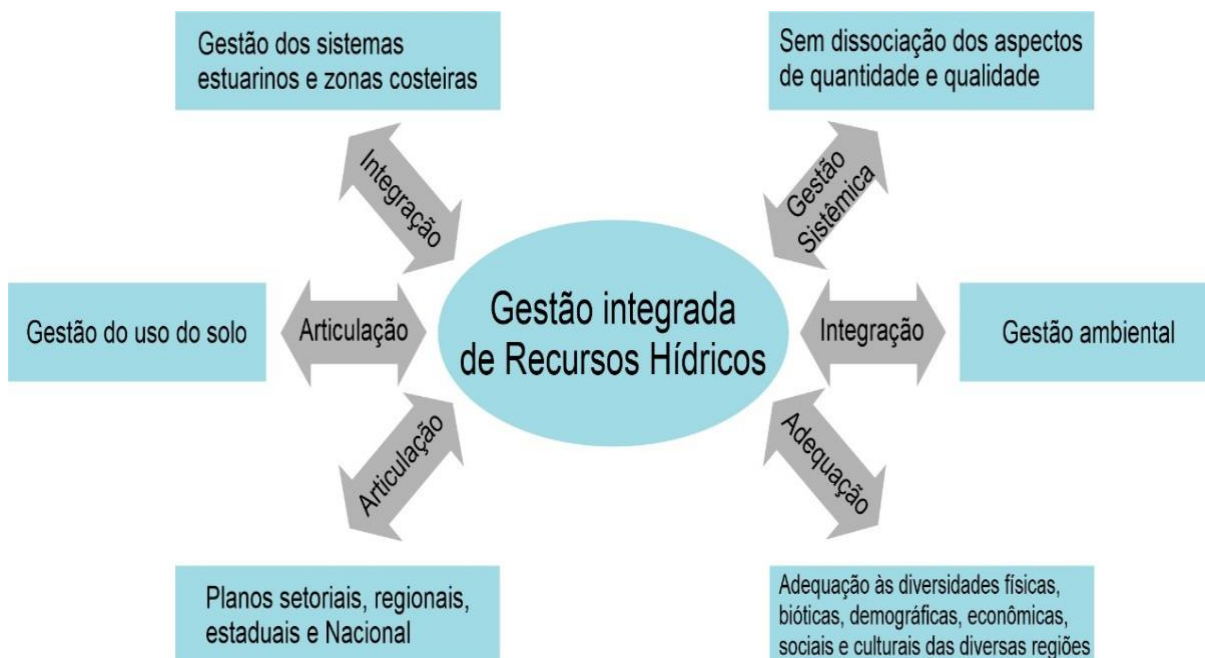 Gestão dos sistemas
estuarinos e zonas costeiras
Sem dissociação dos aspectos
de quantidade e qualidade
Integração
Gestão
Sistêmica
Gestão do uso do solo
Articulação
Gestão integrada
de Recursos Hídricos
Integração
Gestão ambiental
Articulação
Adequação
Planos setoriais, regionais,
estaduais e Nacional
Adequação às diversidades físicas,
bióticas, demográficas, econômicas,
sociais e culturais das diversas regiões